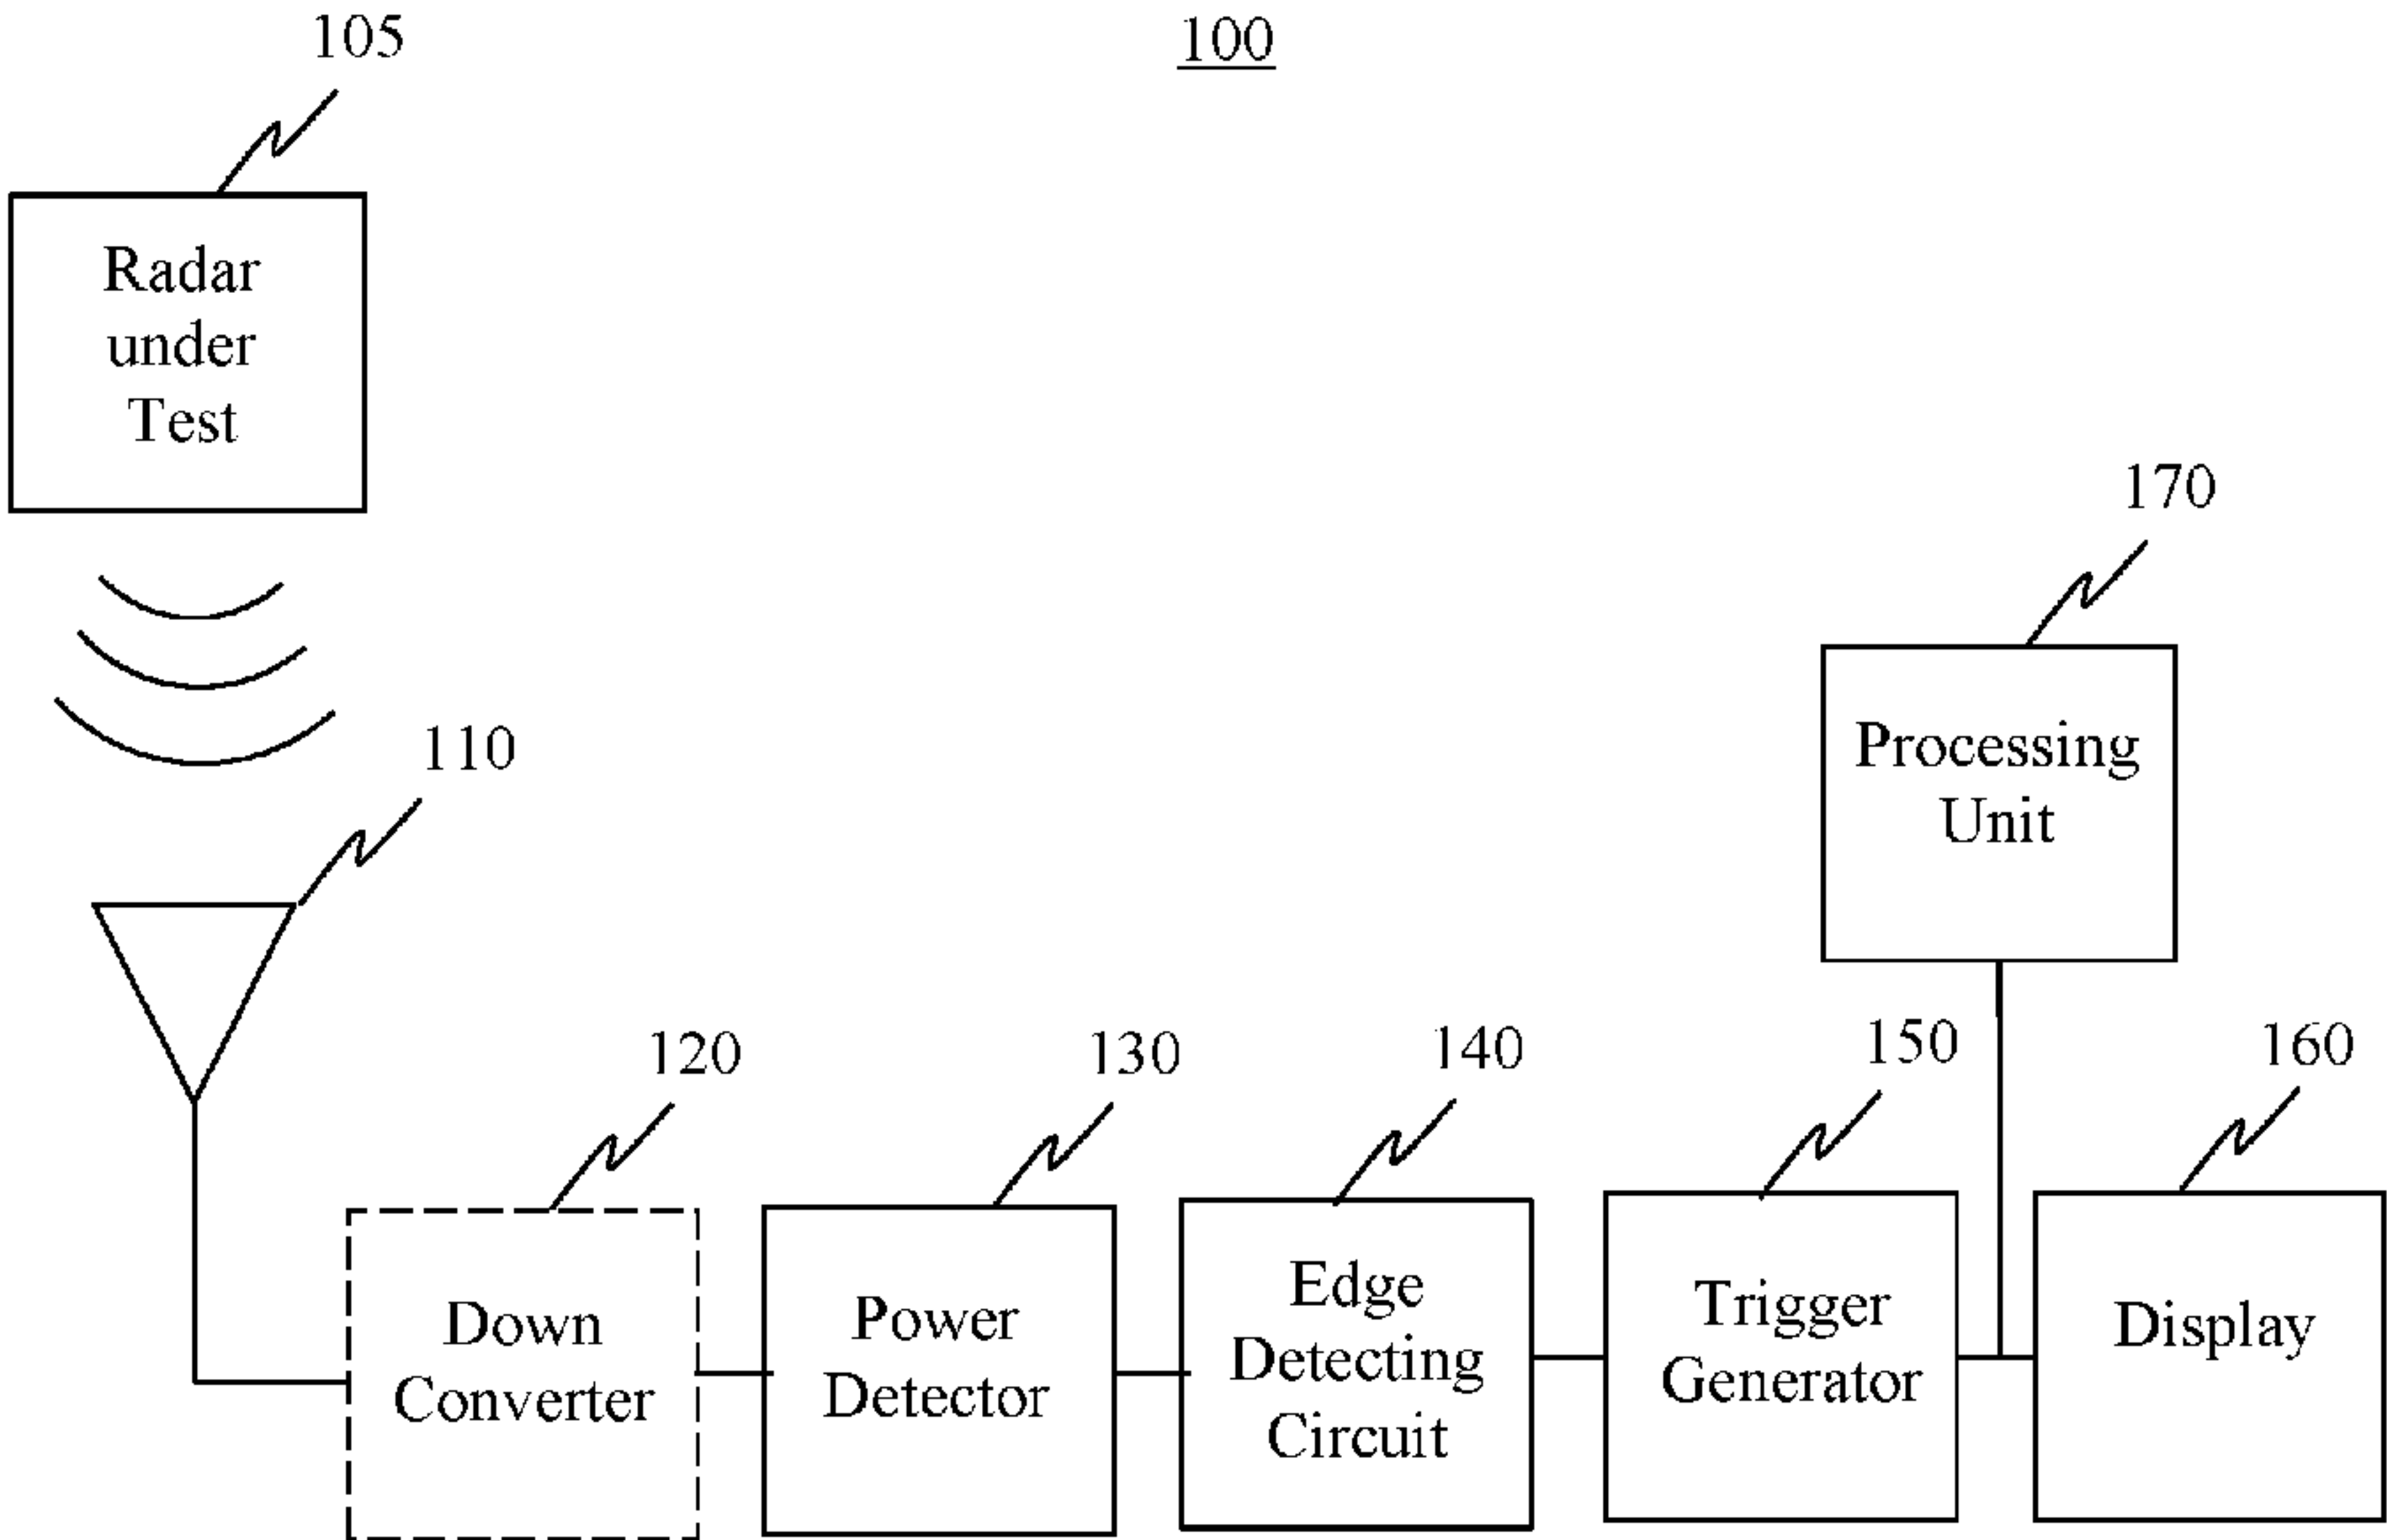 105
100
Radar
under
Test
170
Processing
Unit
110
120
130
140
150
160
Down
Converter
Power
Detector
Edge
Detecting
Circuit
Trigger
Generator
Display